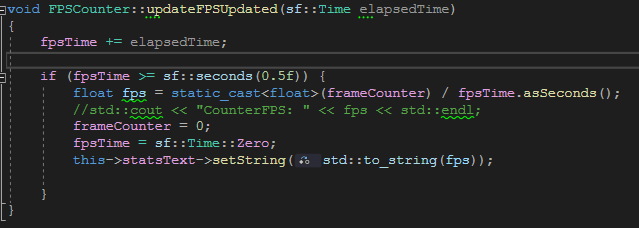 void FPSCounter::updateFPSUpdated(sf::Time elapsedTime)
{
fpsTime += elapsedTime;
if (fpsTime >= sf::seconds(0.5f)) {
float fps = static_cast<float>(frameCounter) / fpsTime.asSeconds();
//std::cout << "CounterFPS: " << fps << std::endl;
frameCounter = 0;
fpsTime = sf::Time::Zero;
this->statsText->setString( std::to_string(fps));
}
}